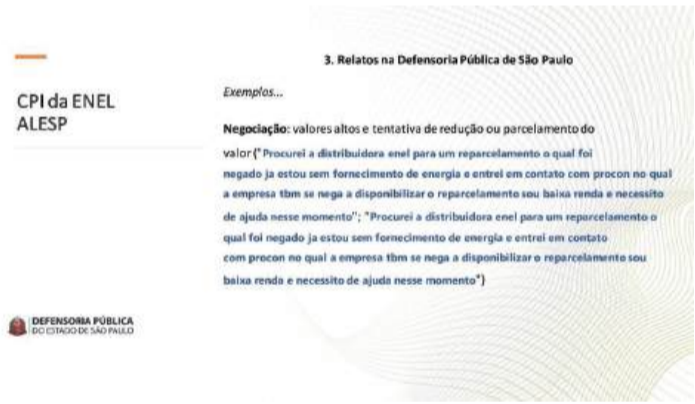 3. Relatos na Defensoria Pública de São Paulo
CPI da ENEL
ALESP
Exemplos...
Negociação: valores altos e tentativa de redução ou parcelamento do
valor ("Procurei a distribuidora enel para um reparcelamento o qual foi
negado ja estou sem fornecimento de energia e entrei em contato com procon no qual
a empresa tbm se nega a disponibilizar o reparcelamento sou baixa renda e necessito
de ajuda nesse momento"; "Procurei a distribuidora enel para um reparcelamento o
qual foi negado ja estou sem fornecimento de energia e entrei em contato
com procon no qual a empresa tbm se nega a disponibilizar o reparcelamento sou
baixa renda e necessito de ajuda nesse momento")
DEFENSORIA PÚBLICA
DO ESTADO DE SÃO PAULO